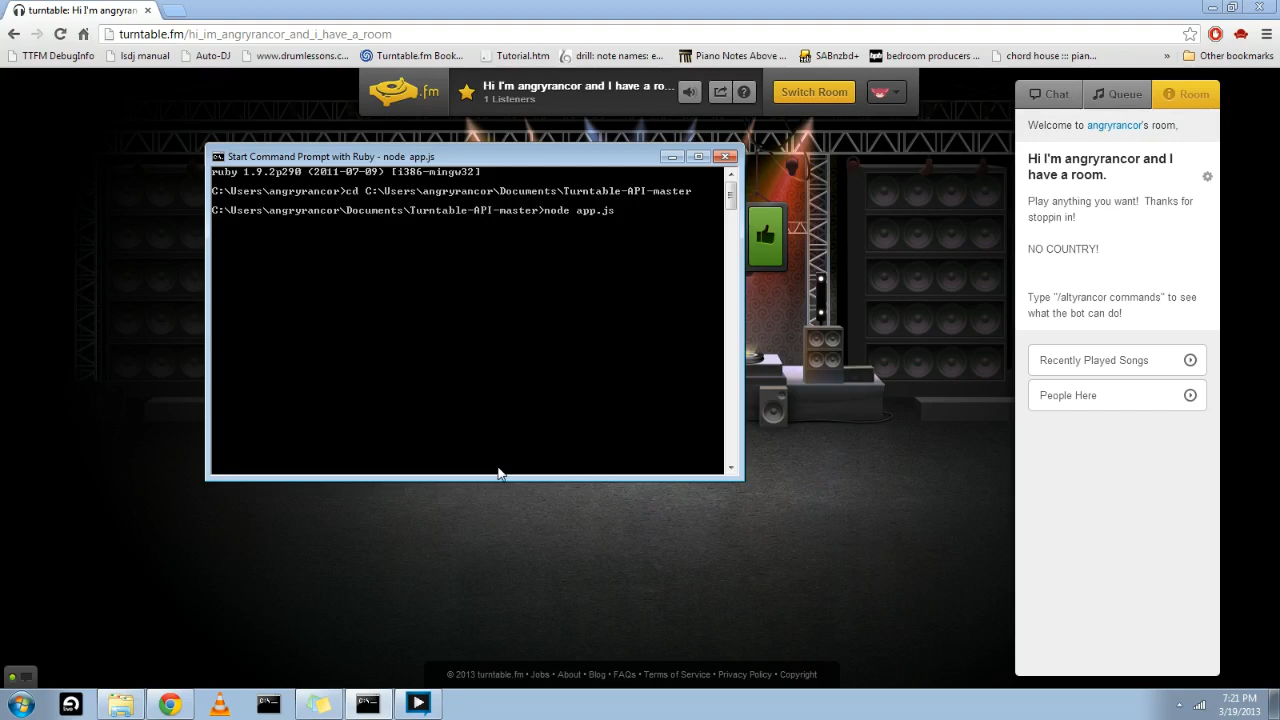 turntable: Hi I'm angryran
turntable.fm/hi_im_angryrancor_and_i_have_a_room
TTFM DebugInfo
lsdj manual
Auto-DJ
www.drumlessons.c...
Turntable.fm Explorer
Tutorial.htm
drill: note names: e...
Piano Notes Above ...
SABnzbd+
bedroom producers ...
chord house ::: pian...
»
Other bookmarks
.fm
Hi I'm angryrancor and I have a ro...
1 Listeners
Switch Room
Chat
Queue
Room
Welcome to angryrancor's room,
Hi I'm angryrancor and I
have a room.
Play anything you want! Thanks for
stoppin in!
NO COUNTRY!
Type "/altyrancor commands" to see
what the bot can do!
Recently Played Songs
People Here
Start Command Prompt with Ruby - node app.js
ruby 1.9.2p290 (2011-07-09) [i386-mingw32]
C:\Users\angryrancor>cd C:\Users\angryrancor\Documents\Turntable-API-master
C:\Users\angryrancor\Documents\Turntable-API-master>node app.js
© 2013 turntable.fm • Jobs • About • Blog • FAQs • Terms of Service • Privacy Policy • Copyright
7:21 PM
3/19/2013